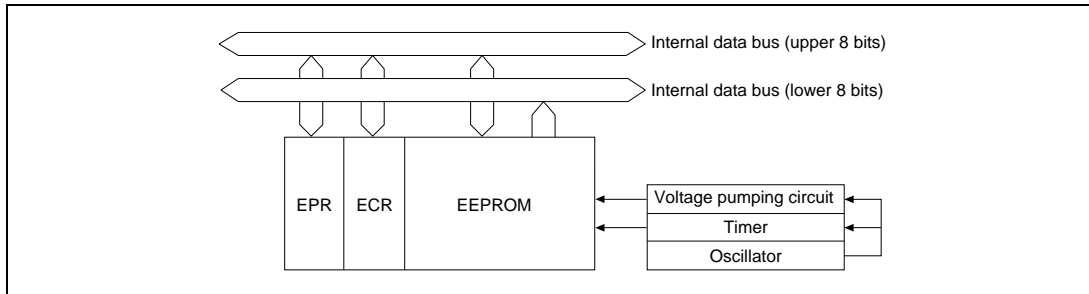 Internal data bus (upper 8 bits)
Internal data bus (lower 8 bits)
EPR ECR EEPROM
Voltage pumping circuit
Timer
Oscillator